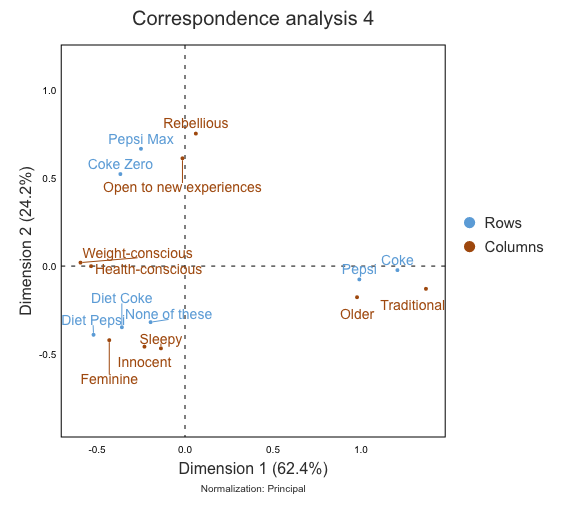 Correspondence analysis 4
Dimension 2 (24.2%)
1.0
0.5
0.0
-0.5
Rebellious
Pepsi Max
Coke Zero
Open to new experiences
Weight-conscious
Health-conscious
Coke
Pepsi
Traditional
Older
Diet Coke
None of these
Diet Pepsi
Sleepy
Innocent
Feminine
Rows
Columns
-0.5
0.0
0.5
1.0
Dimension 1 (62.4%)
Normalization: Principal